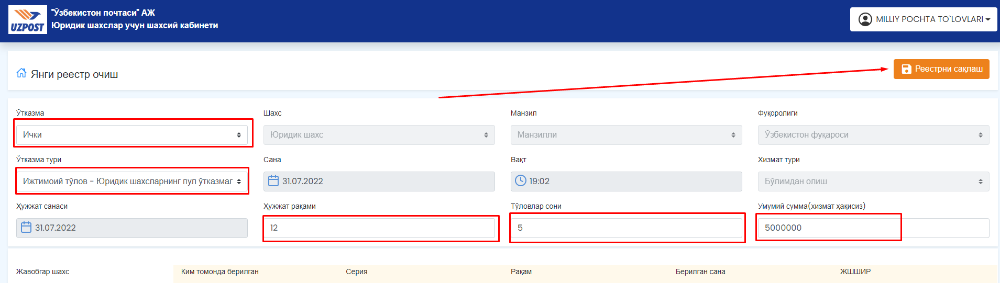 UZPOST
"Ўзбекистон почтаси" АЖ
Юридик шахслар учун шахсий кабинети
MILLIY POCHTA TO`LOVLARI
Янги реестр очиш
Реестрни сақлаш
Ўтказма
Шахс
Манзил
Фуқоролиги
Ички
Юридик шахс
Манзилли
Ўзбекистон фуқароси
Ўтказма тури
Сана
Вақт
Хизмат тури
Ижтимоий тўлов - Юридик шахсларнинг пул ўтказмал
31.07.2022
19:02
Бўлимдан олиш
Ҳужжат санаси
Ҳужжат рақами
Тўловлар сони
Умумий сумма(хизмат ҳақисиз)
31.07.2022
12
5
5000000
Жавобгар шахс
Ким томонда берилган
Серия
Рақам
Берилган сана
ЖШШИР